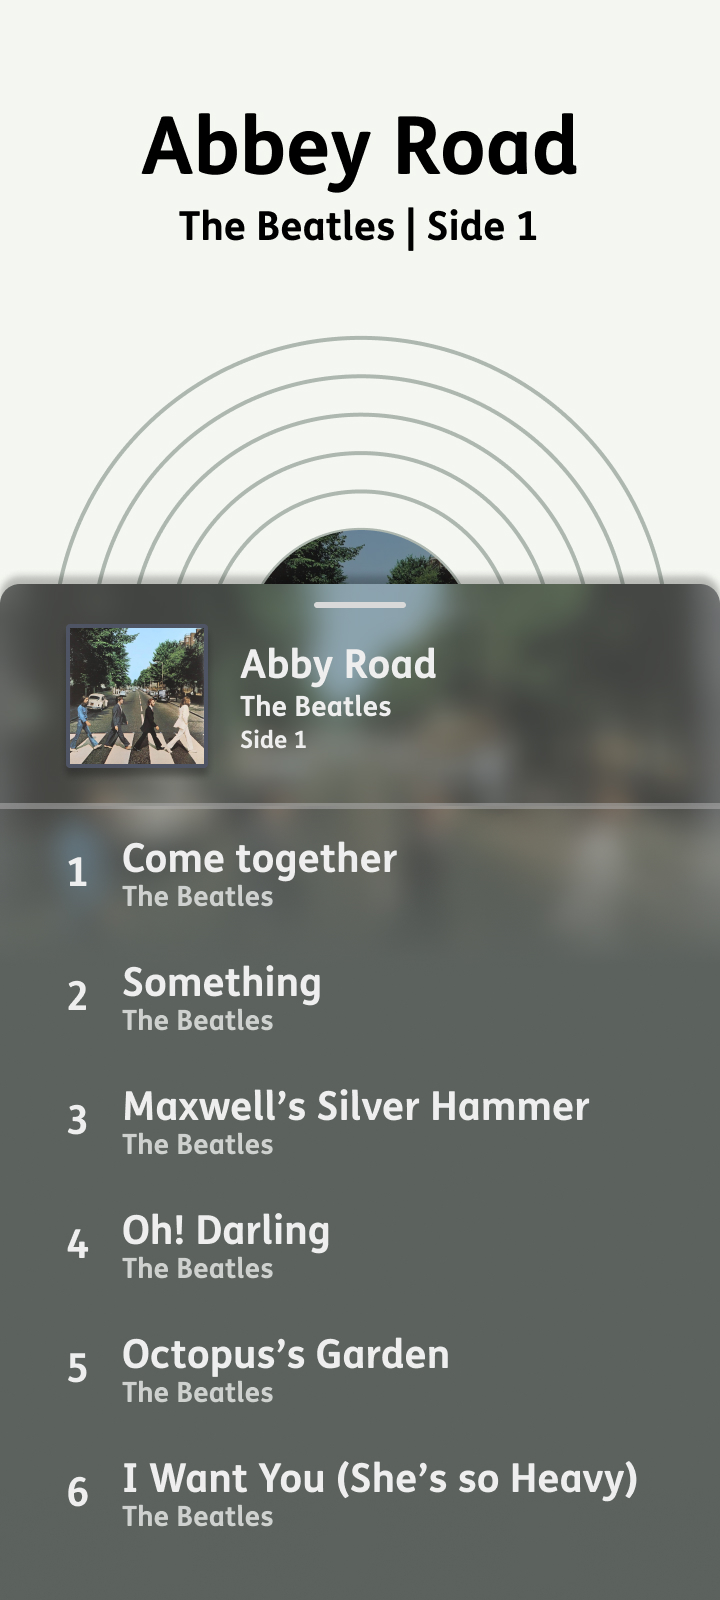 Abbey Road
The Beatles | Side 1
Abby Road
The Beatles
Side 1
1
Come together
The Beatles
2
Something
The Beatles
3
Maxwell’s Silver Hammer
The Beatles
4
Oh! Darling
The Beatles
5
Octopus’s Garden
The Beatles
6
I Want You (She’s so Heavy)
The Beatles